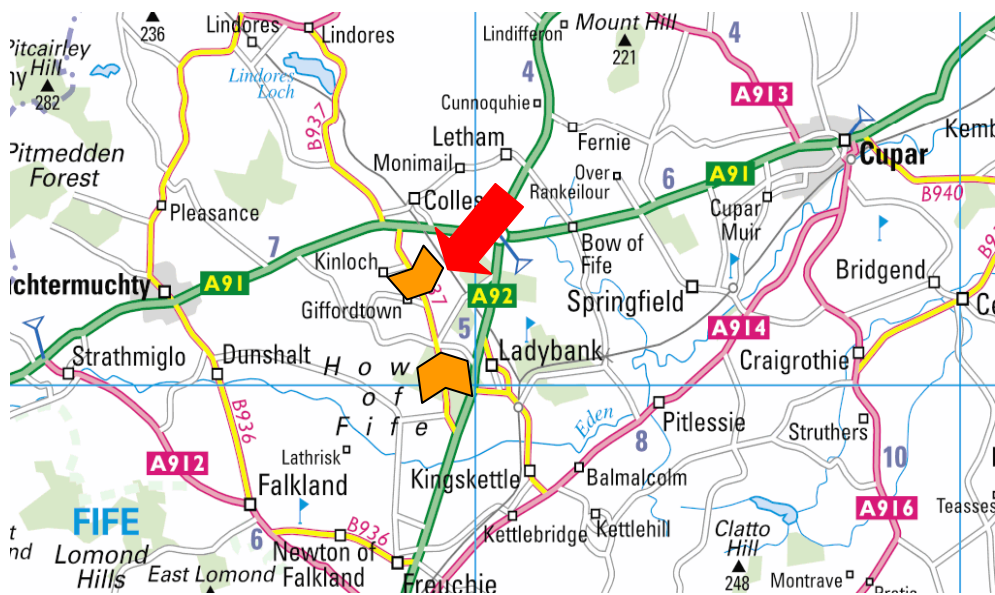 236
Lindores
Lindores
Lindifferon
Mount Hill
221
4
Pitcairley
Hill
282
Lindores
Loch
4
A913
B937
Cunnoquhie
Letham
Fernie
Cupar
Pitmedden
Forest
Monimail
Over
Rankeilour
6
A91
B940
Pleasance
Cupar
Muir
7
Bow of
Fife
Kinloch
Bridgend
A91
Giffordtown
A92
Springfield
5
A914
Strathmiglo
Dunshalt
How
of
Fife
Ladybank
Craigrothie
B936
Eden
Pitlessie
8
Struthers
A912
Lathrisk
10
Falkland
Kingskettle
Balmalcolm
A916
FIFE
6
B936
Kettlebridge
Kettlehill
Clatto
Hill
248
Lomond
Hills
East Lomond
Newton of
Falkland
Freuchie
Montrave